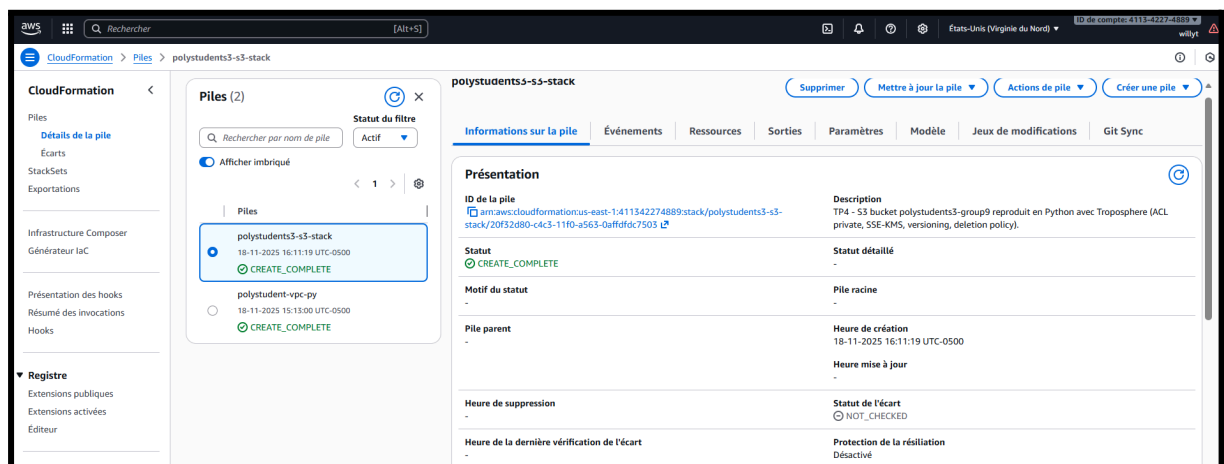 aws
Rechercher
[Alt+S]
États-Unis (Virginie du Nord) ▼
ID de compte: 4113-4227-4889 ▼
willyt
CloudFormation > Piles > polystudents3-s3-stack
CloudFormation
Piles
Détails de la pile
Écarts
StackSets
Exportations
Infrastructure Composer
Générateur IaC
Présentation des hooks
Résumé des invocations
Hooks
Registre
Extensions publiques
Extensions activées
Éditeur
Piles (2)
Statut du filtre
Rechercher par nom de pile
Actif
Afficher imbriqué
< 1 >
Piles
polystudents3-s3-stack
18-11-2025 16:11:19 UTC-0500
CREATE_COMPLETE
polystudent-vpc-py
18-11-2025 15:13:00 UTC-0500
CREATE_COMPLETE
polystudents3-s3-stack
Supprimer
Mettre à jour la pile ▼
Actions de pile ▼
Créer une pile ▼
Informations sur la pile
Événements
Ressources
Sorties
Paramètres
Modèle
Jeux de modifications
Git Sync
Présentation
ID de la pile
arn:aws:cloudformation:us-east-1:411342274889:stack/polystudents3-s3-
stack/20f32d80-c4c3-11f0-a563-0affdfdc7503
Description
TP4 - S3 bucket polystudents3-group9 reproduit en Python avec Troposphere (ACL
private, SSE-KMS, versioning, deletion policy).
Statut
CREATE_COMPLETE
Statut détaillé
-
Motif du statut
-
Pile racine
-
Pile parent
-
Heure de création
18-11-2025 16:11:19 UTC-0500
Heure mise à jour
-
Heure de suppression
-
Statut de l'écart
NOT_CHECKED
Heure de la dernière vérification de l'écart
-
Protection de la résiliation
Désactivé